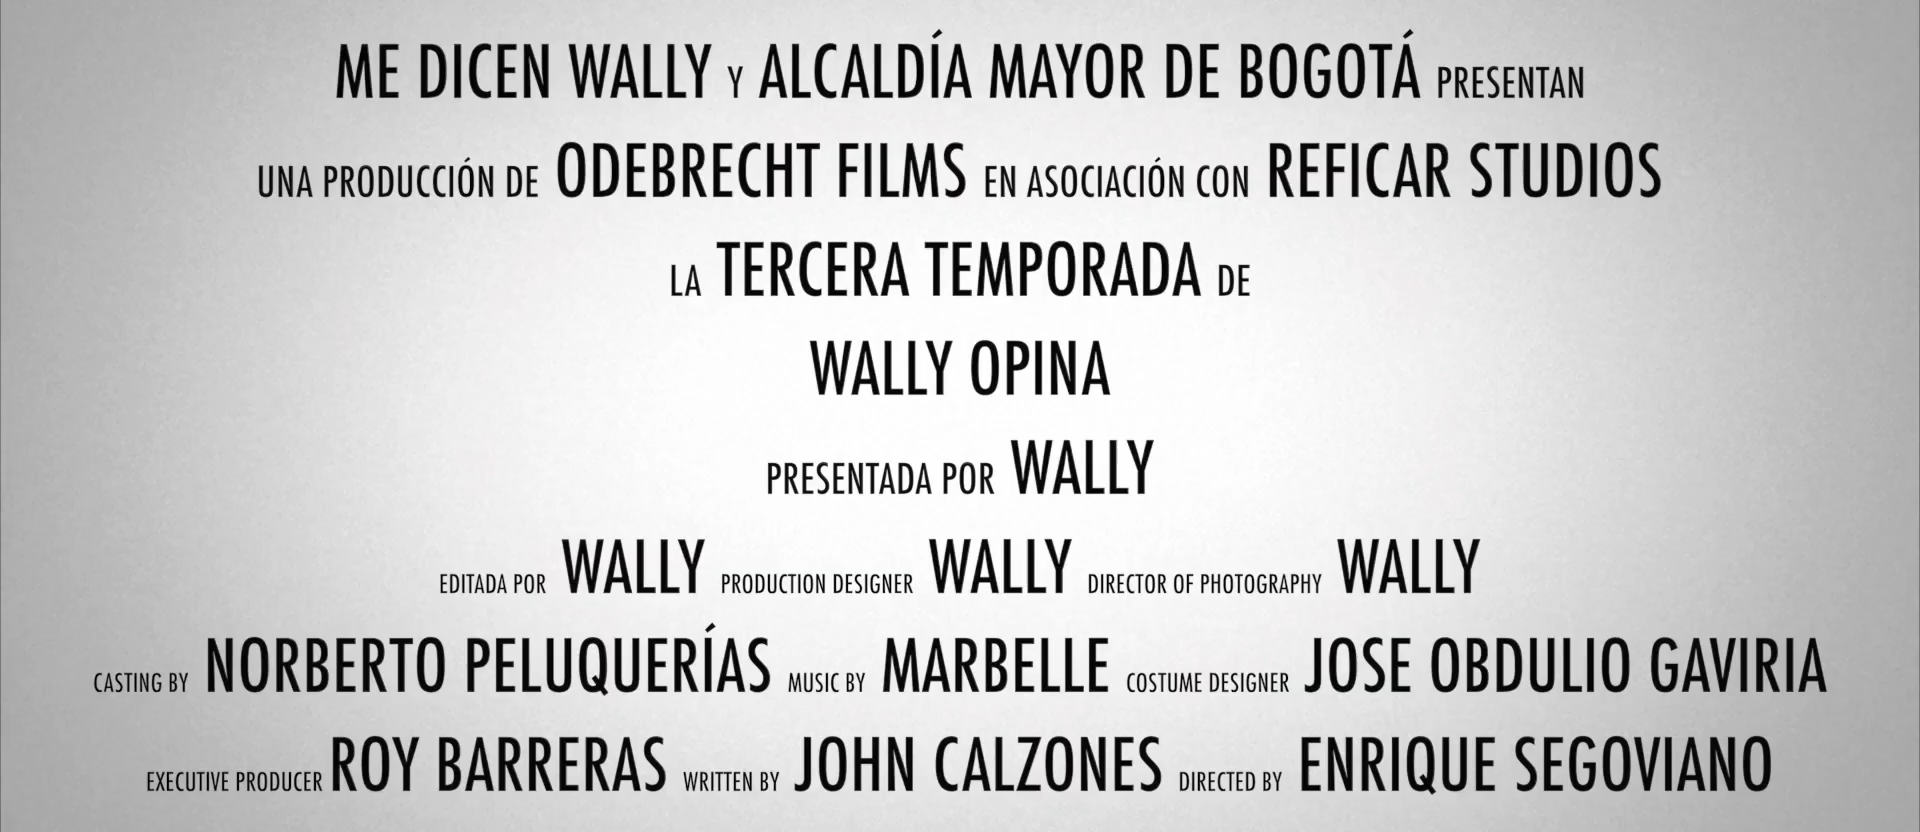 ME DICEN WALLY Y ALCALDÍA MAYOR DE BOGOTÁ PRESENTAN
UNA PRODUCCIÓN DE ODEBRECHT FILMS EN ASOCIACIÓN CON REFICAR STUDIOS
LA TERCERA TEMPORADA DE
WALLY OPINA
PRESENTADA POR WALLY
EDITADA POR WALLY PRODUCTION DESIGNER WALLY DIRECTOR OF PHOTOGRAPHY WALLY
CASTING BY NORBERTO PELUQUERÍAS MUSIC BY MARBELLE COSTUME DESIGNER JOSE OBDULIO GAVIRIA
EXECUTIVE PRODUCER ROY BARRERAS WRITTEN BY JOHN CALZONES DIRECTED BY ENRIQUE SEGOVIANO